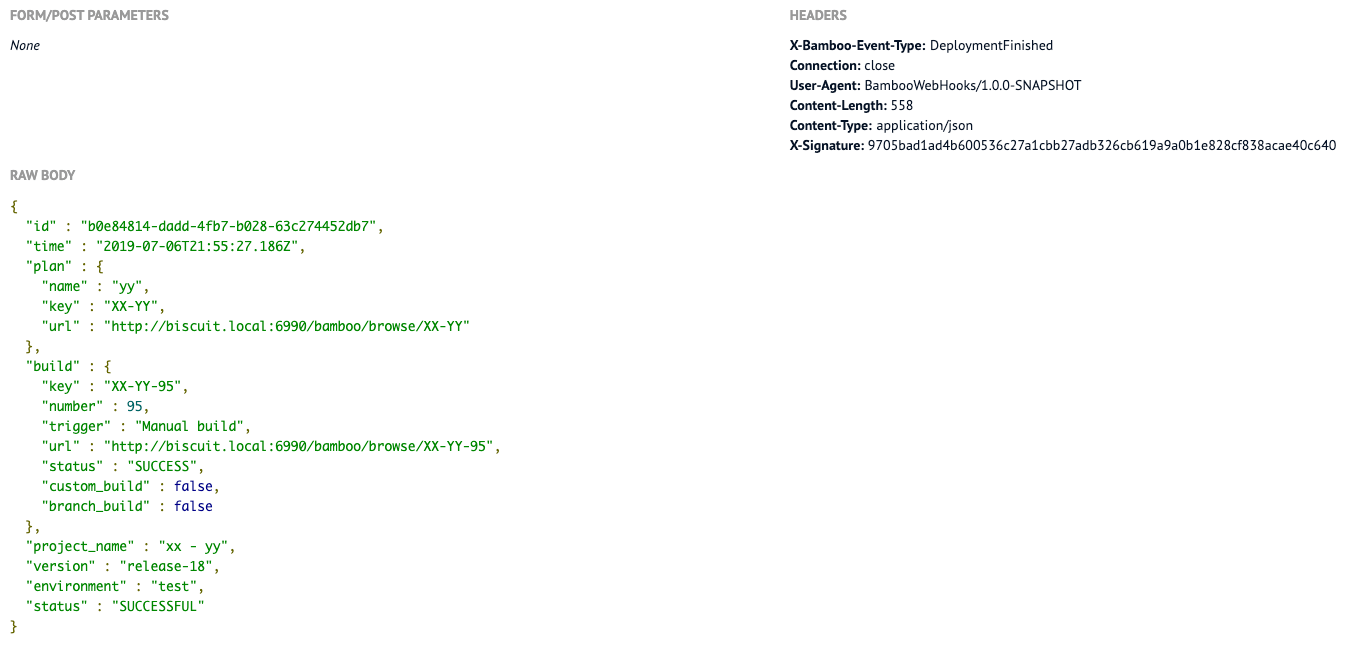 FORM/POST PARAMETERS
None
HEADERS
X-Bamboo-Event-Type: DeploymentFinished
Connection: close
User-Agent: BambooWebHooks/1.0.0-SNAPSHOT
Content-Length: 558
Content-Type: application/json
X-Signature: 9705bad1ad4b600536c27a1cbb27adb326cb619a9a0b1e828cf838acae40c640
RAW BODY
{
  "id" : "b0e84814-dadd-4fb7-b028-63c274452db7",
  "time" : "2019-07-06T21:55:27.186Z",
  "plan" : {
    "name" : "yy",
    "key" : "XX-YY",
    "url" : "http://biscuit.local:6990/bamboo/browse/XX-YY"
  },
  "build" : {
    "key" : "XX-YY-95",
    "number" : 95,
    "trigger" : "Manual build",
    "url" : "http://biscuit.local:6990/bamboo/browse/XX-YY-95",
    "status" : "SUCCESS",
    "custom_build" : false,
    "branch_build" : false
  },
  "project_name" : "xx - yy",
  "version" : "release-18",
  "environment" : "test",
  "status" : "SUCCESSFUL"
}